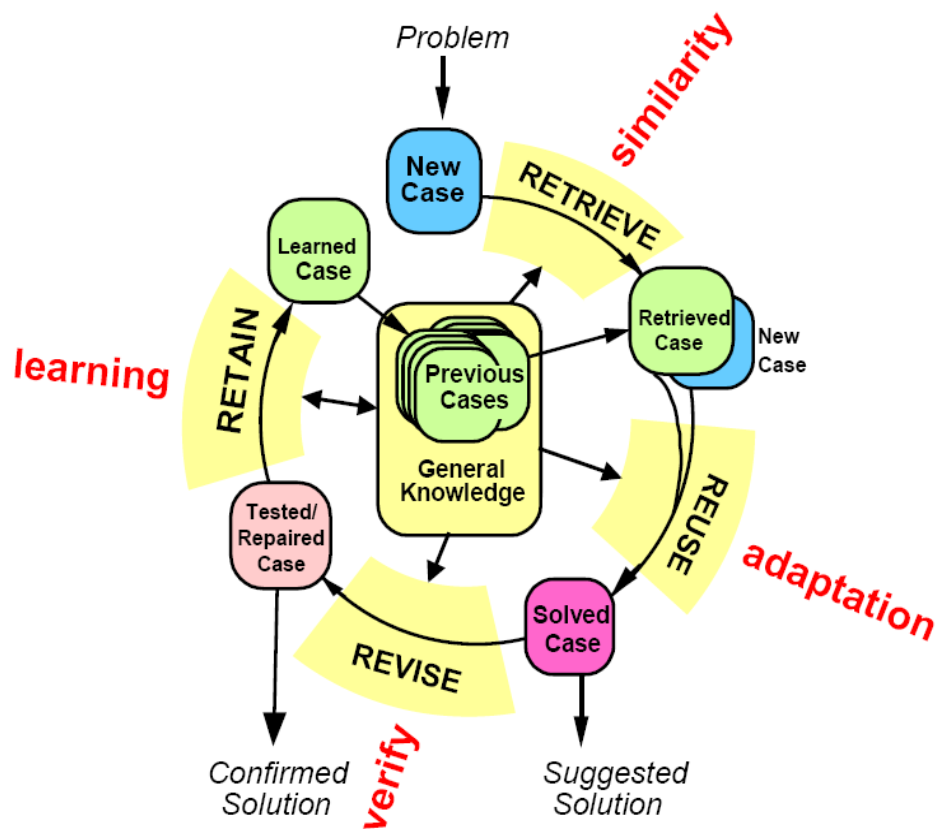 Problem
similarity
New
Case
RETRIEVE
Learned
Case
Retrieved
Case
New
Case
Previous
Cases
General
Knowledge
learning
RETAIN
Tested/
Repaired
Case
REUSE
adaptation
Solved
Case
REVISE
verify
Confirmed
Solution
Suggested
Solution